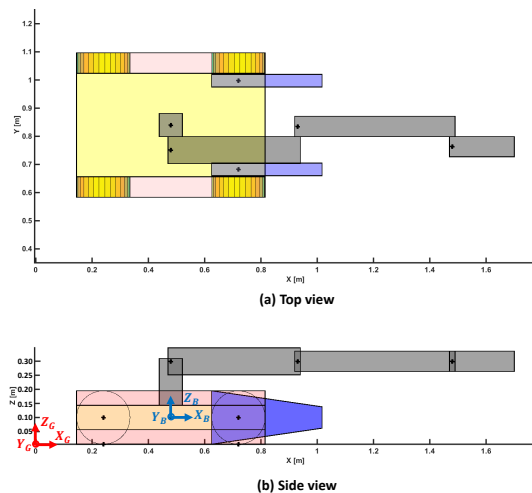 1.2
1.1
1.0
0.9
Y [m]
0.8
0.7
0.6
0.5
0.4
0 0.2 0.4 0.6 0.8 1 1.2 1.4 1.6
X [m]
(a) Top view
0.30
0.25
0.20
Z [m]
0.15
0.10
0.05
Z_B
Y_B X_B
Z_G
Y_G X_G
0.2 0.4 0.6 0.8 1 1.2 1.4 1.6
X [m]
(b) Side view